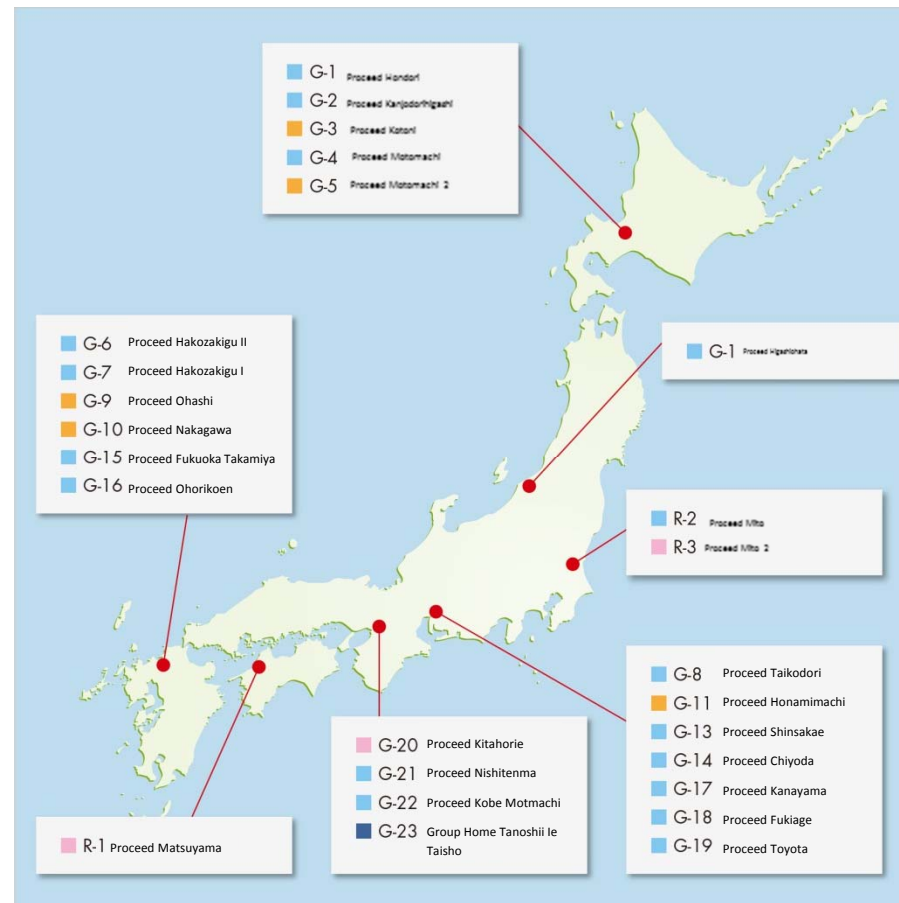 G-1 Proceed Hondori
G-2 Proceed Kanjodorihigashi
G-3 Proceed Kotoni
G-4 Proceed Motomachi
G-5 Proceed Motomachi 2
G-6 Proceed Hakozakigu II
G-7 Proceed Hakozakigu I
G-9 Proceed Ohashi
G-10 Proceed Nakagawa
G-15 Proceed Fukuoka Takamiya
G-16 Proceed Ohorikoen
G-1 Proceed
R-2 Proceed Mito
R-3 Proceed Mito 2
G-8 Proceed Taikodori
G-11 Proceed Honamimachi
G-13 Proceed Shinsakae
G-14 Proceed Chiyoda
G-17 Proceed Kanayama
G-18 Proceed Fukiage
G-19 Proceed Toyota
G-20 Proceed Kitahorie
G-21 Proceed Nishitenma
G-22 Proceed Kobe Motmachi
G-23 Group Home Tanoshii Ie
Taisho
R-1 Proceed Matsuyama